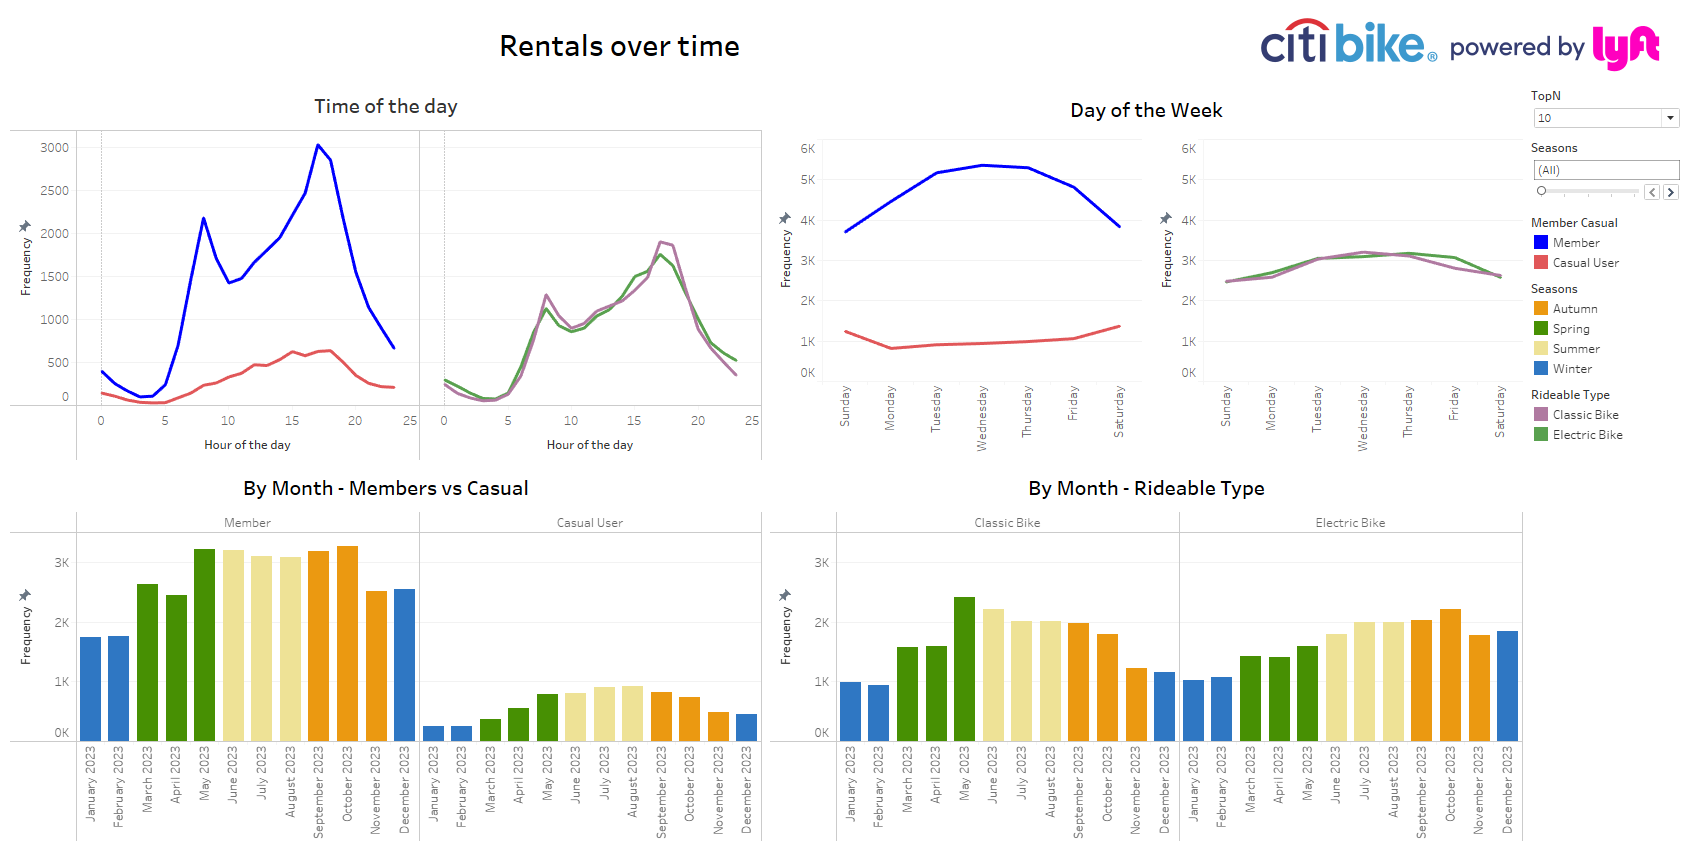 Rentals over time
citi bike® powered by lyft
Time of the day
Frequency
3000
2500
2000
1500
1000
500
0
0 5 10 15 20 25
Hour of the day
0 5 10 15 20 25
Hour of the day
Day of the Week
Frequency
6K
5K
4K
3K
2K
1K
0K
Sunday
Monday
Tuesday
Wednesday
Thursday
Friday
Saturday
Frequency
6K
5K
4K
3K
2K
1K
0K
Sunday
Monday
Tuesday
Wednesday
Thursday
Friday
Saturday
TopN
10
Seasons
(All)
Member Casual
Member
Casual User
Seasons
Autumn
Spring
Summer
Winter
Rideable Type
Classic Bike
Electric Bike
By Month - Members vs Casual
Member Casual User
Frequency
3K
2K
1K
0K
January 2023
February 2023
March 2023
April 2023
May 2023
June 2023
July 2023
August 2023
September 2023
October 2023
November 2023
December 2023
January 2023
February 2023
March 2023
April 2023
May 2023
June 2023
July 2023
August 2023
September 2023
October 2023
November 2023
December 2023
By Month - Rideable Type
Classic Bike Electric Bike
Frequency
3K
2K
1K
0K
January 2023
February 2023
March 2023
April 2023
May 2023
June 2023
July 2023
August 2023
September 2023
October 2023
November 2023
December 2023
January 2023
February 2023
March 2023
April 2023
May 2023
June 2023
July 2023
August 2023
September 2023
October 2023
November 2023
December 2023